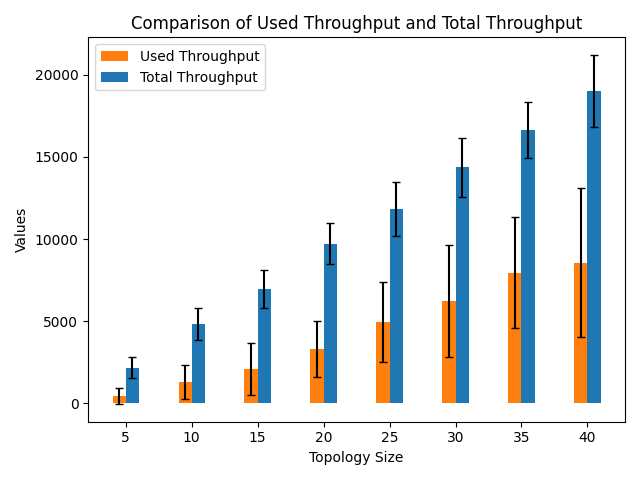 Comparison of Used Throughput and Total Throughput
Used Throughput
Total Throughput
Values
20000
15000
10000
5000
0
5 10 15 20 25 30 35 40
Topology Size